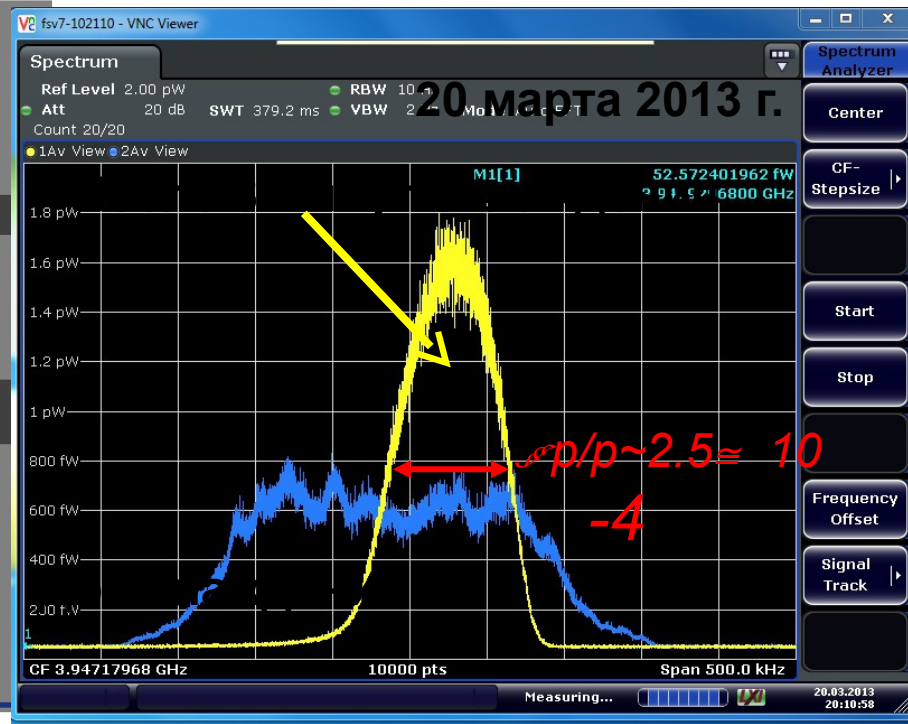 fsv7-102110 - VNC Viewer
Spectrum
Spectrum Analyzer
Ref Level 2.00 pW
RBW
Att 20 dB SWT 379.2 ms VBW
20 марта 2013 г.
Count 20/20
1Av View 2Av View
M1[1] 52.572401962 fW
6800 GHz
1.8 pW
1.6 pW
1.4 pW
1.2 pW
1 pW
800 fW
600 fW
400 fW
1
p/p~2.5≃ 10
-4
CF 3.94717968 GHz 10000 pts Span 500.0 kHz
Measuring... LXI 20.03.2013
20:10:58
Center
CF-
Stepsize
Start
Stop
Frequency
Offset
Signal
Track